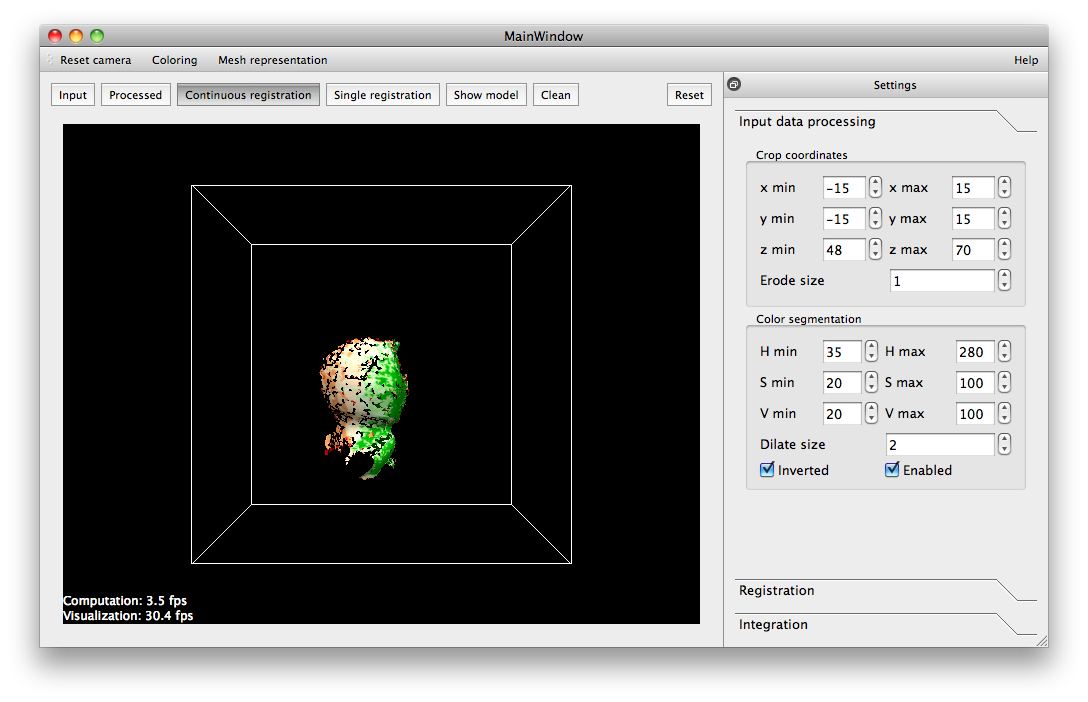 MainWindow
Reset camera Coloring Mesh representation Help
Input Processed Continuous registration Single registration Show model Clean Reset
Settings
Input data processing
Crop coordinates
x min -15 x max 15
y min -15 y max 15
z min 48 z max 70
Erode size 1
Color segmentation
H min 35 H max 280
S min 20 S max 100
V min 20 V max 100
Dilate size 2
Inverted Enabled
Registration
Integration
Computation: 3.5 fps
Visualization: 30.4 fps